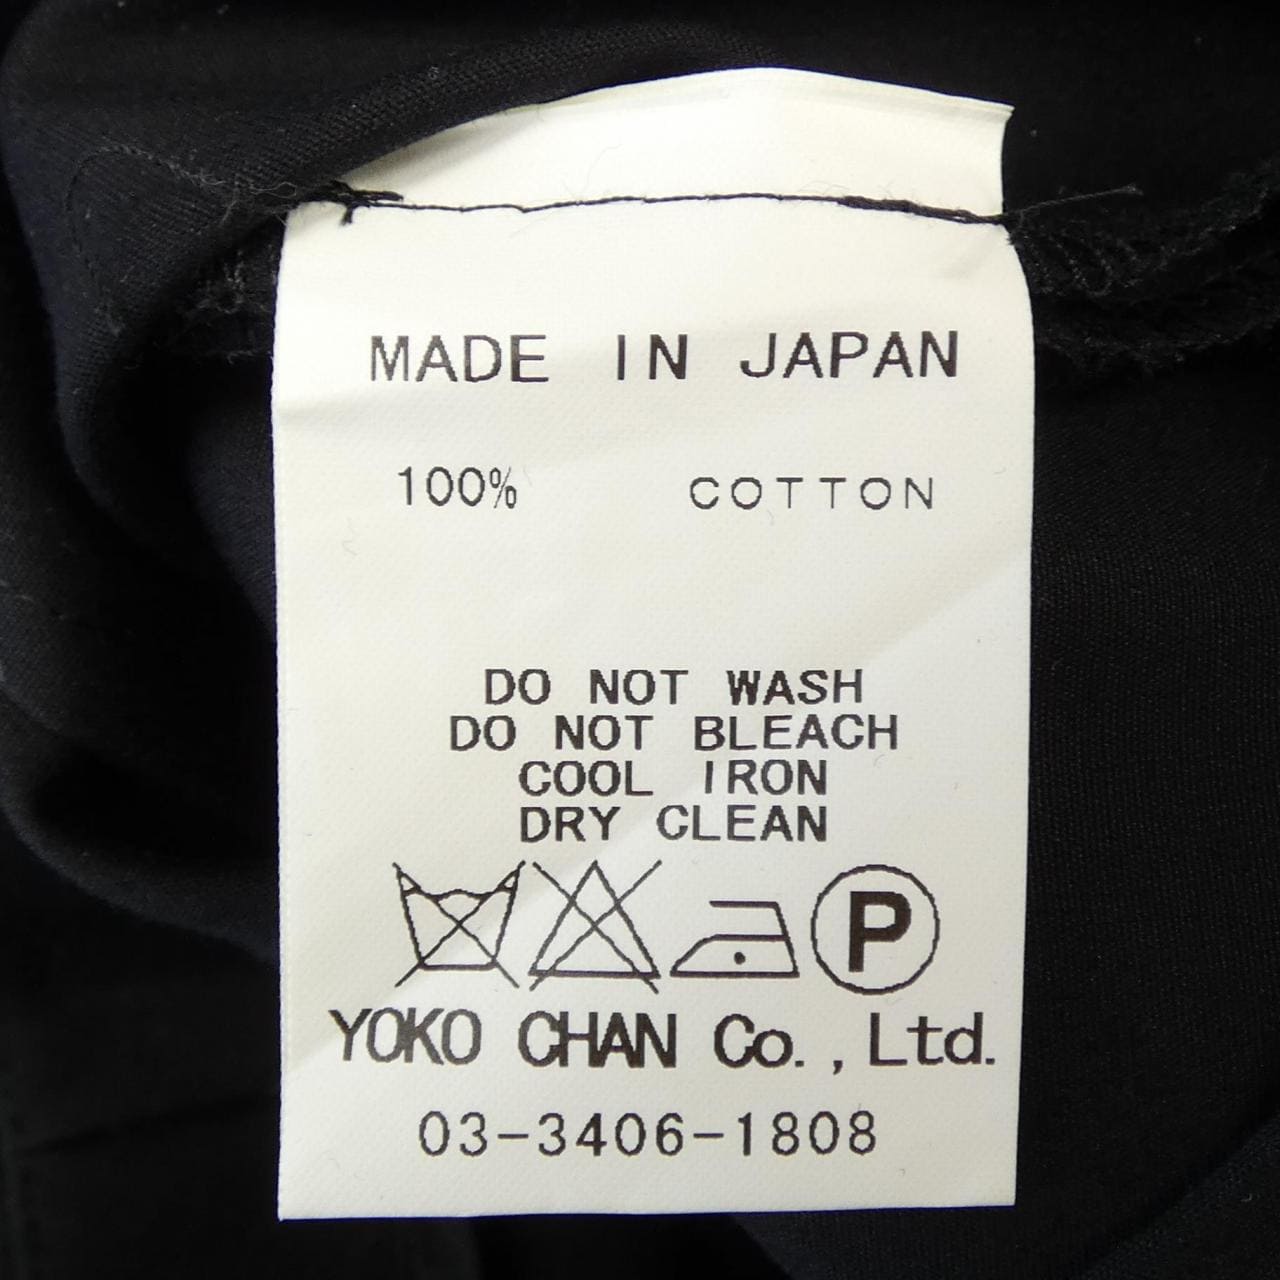 MADE IN JAPAN
100% COTTON
DO NOT WASH
DO NOT BLEACH
COOL IRON
DRY CLEAN
P
YOKO CHAN Co., Ltd.
03-3406-1808